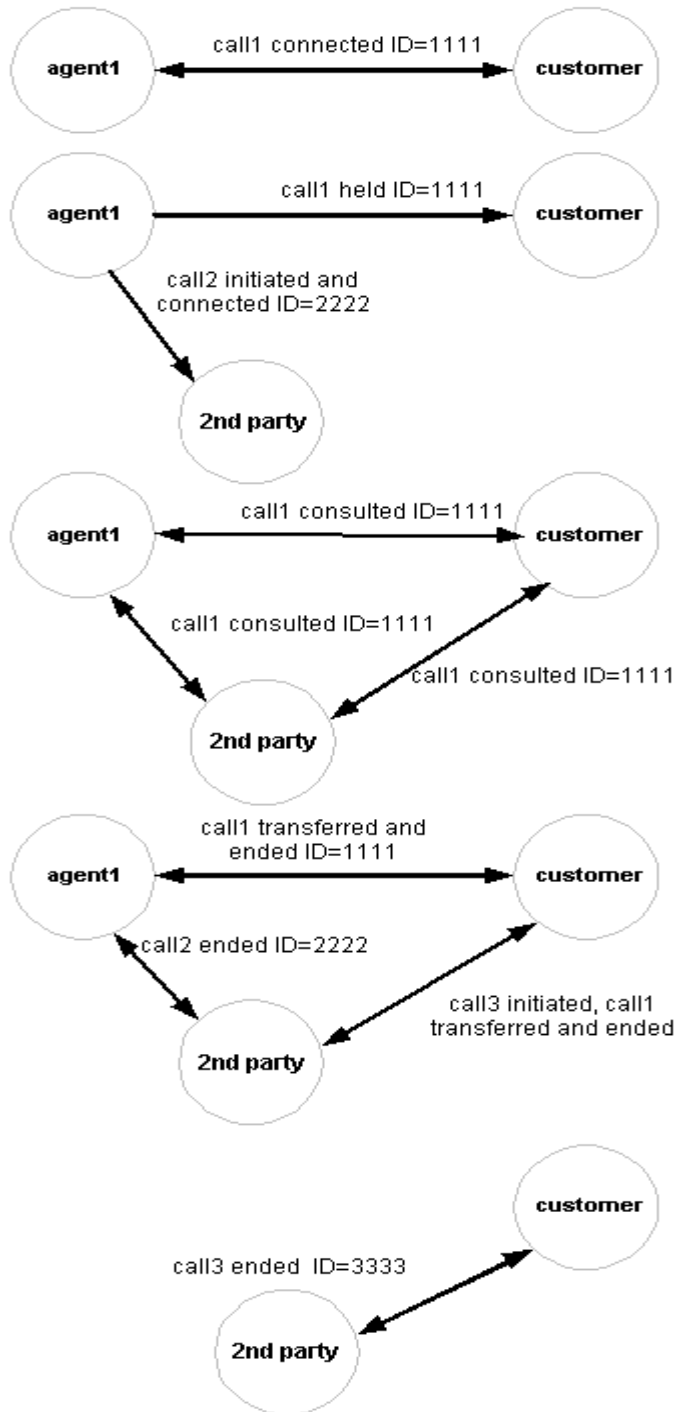 call1 connected ID=1111
agent1
customer
call1 held ID=1111
agent1
customer
call2 initiated and
connected ID=2222
2nd party
call1 consulted ID=1111
agent1
customer
call1 consulted ID=1111
call1 consulted ID=1111
2nd party
call1 transferred and
ended ID=1111
agent1
customer
call2 ended ID=2222
call3 initiated, call1
transferred and ended
2nd party
customer
call3 ended  ID=3333
2nd party